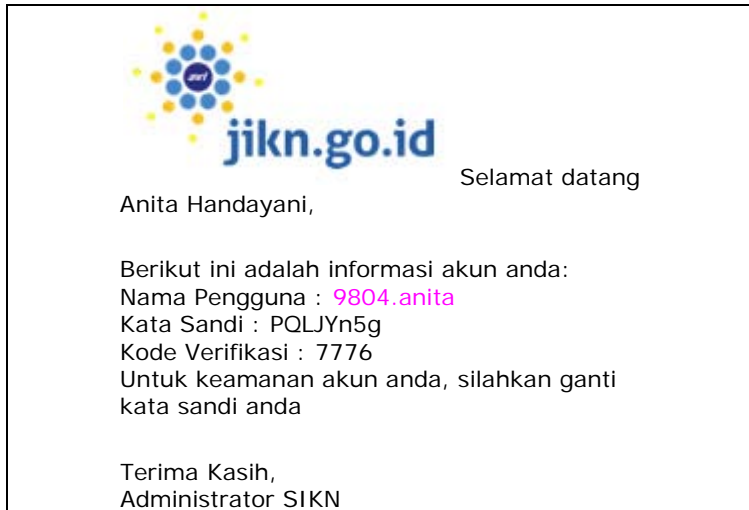 anri
jikn.go.id
Selamat datang
Anita Handayani,
Berikut ini adalah informasi akun anda:
Nama Pengguna : 9804.anita
Kata Sandi : PQLJYn5g
Kode Verifikasi : 7776
Untuk keamanan akun anda, silahkan ganti
kata sandi anda
Terima Kasih,
Administrator SIKN